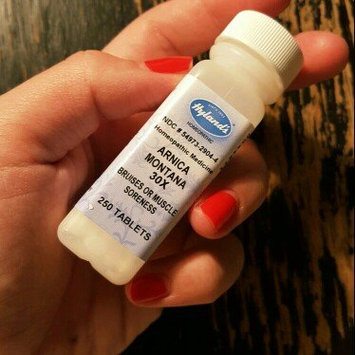 Hyland's
HOMEOPATHIC
NDC # 54973-2904-4
Homeopathic Medicine
ARNICA
MONTANA
30X
BRUISES OR MUSCLE
SORENESS
250 TABLETS